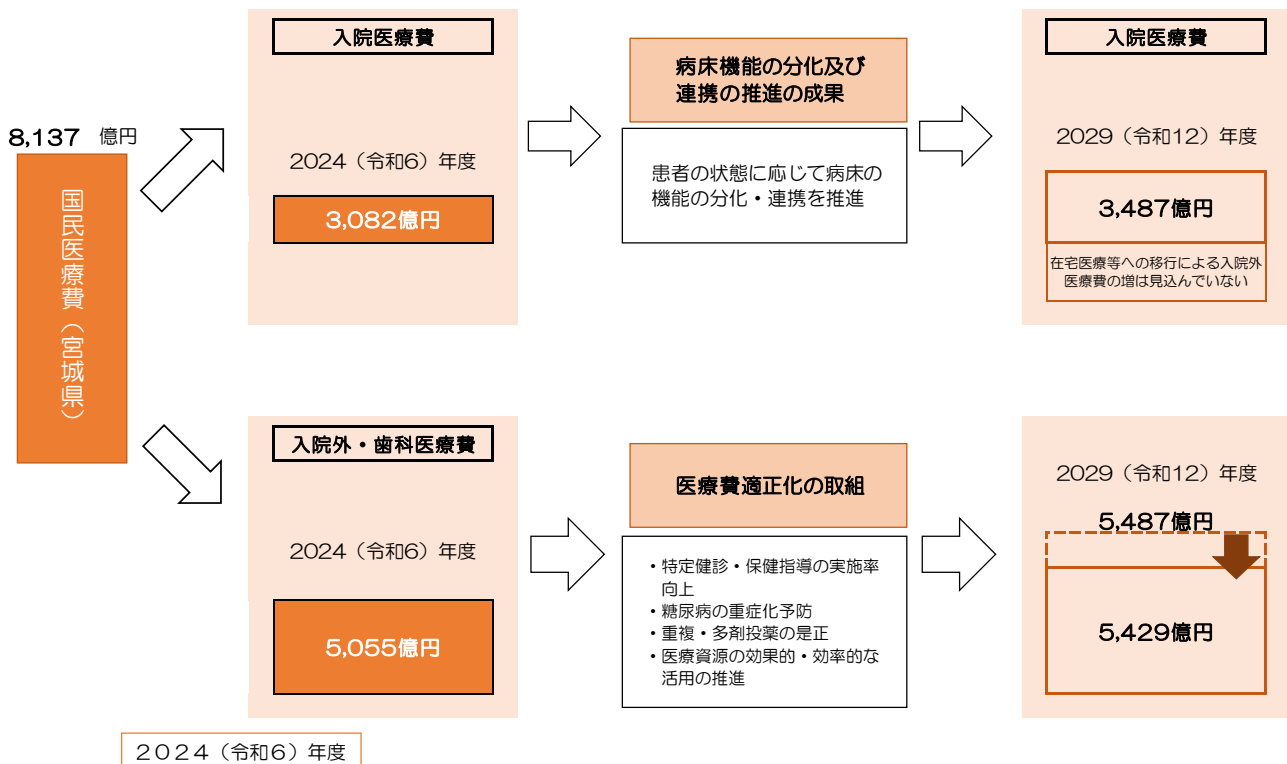 8,137 億円
国民医療費（宮城県）
入院医療費
2024（令和6）年度
3,082億円
病床機能の分化及び
連携の推進の成果
患者の状態に応じて病床の
機能の分化・連携を推進
入院医療費
2029（令和12）年度
3,487億円
在宅医療等への移行による入院外
医療費の増は見込んでいない
入院外・歯科医療費
2024（令和6）年度
5,055億円
医療費適正化の取組
・特定健診・保健指導の実施率
向上
・糖尿病の重症化予防
・重複・多剤投薬の是正
・医療資源の効果的・効率的な
活用の推進
2029（令和12）年度
5,487億円
5,429億円
２０２４（令和6）年度